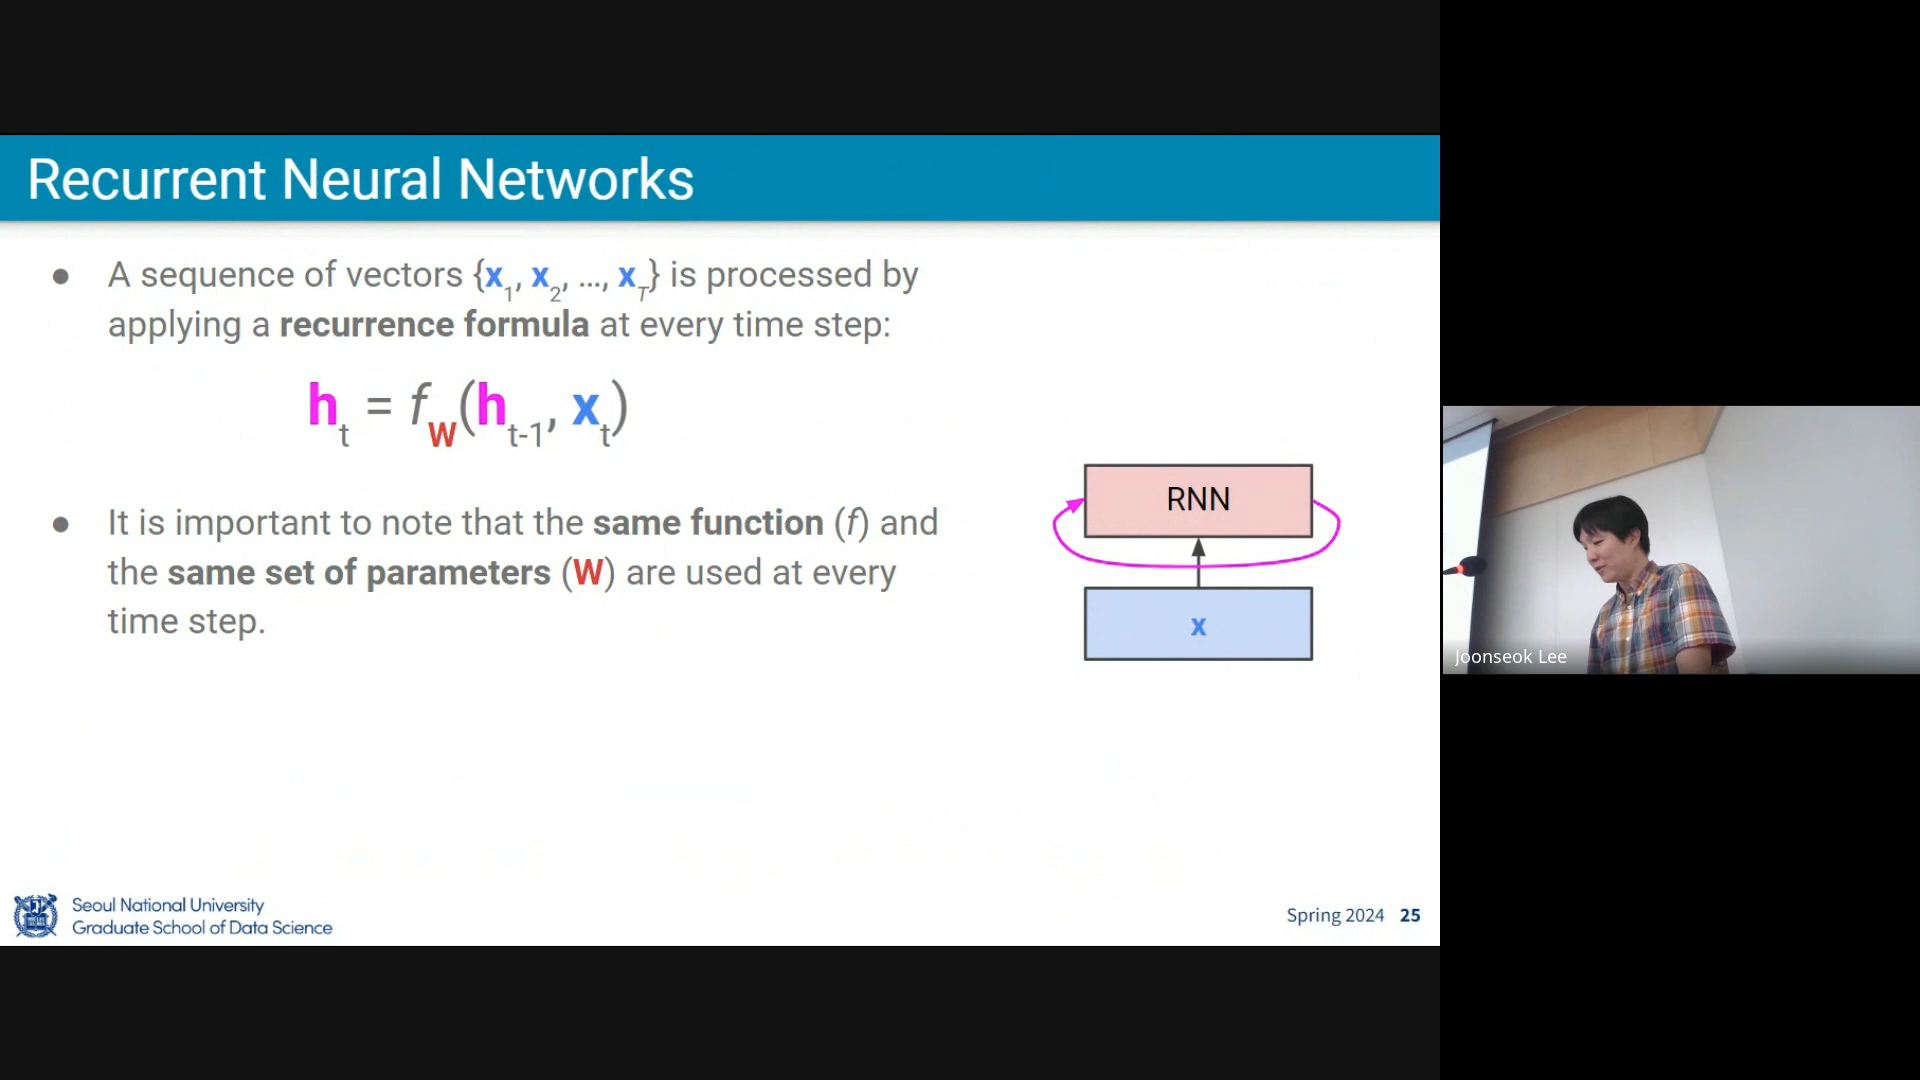 Recurrent Neural Networks
● A sequence of vectors {x₁, x₂, …, x_T} is processed by
applying a recurrence formula at every time step:
h_t = f_W(h_t-1, x_t)
● It is important to note that the same function (f) and
the same set of parameters (W) are used at every
time step.
RNN
x
Joonseok Lee
Seoul National University
Graduate School of Data Science
Spring 2024 25